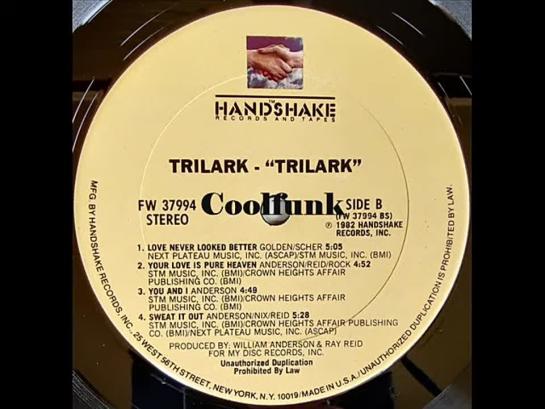 HANDSHAKE
RECORDS AND TAPES
TRILARK - "TRILARK"
FW 37994
STEREO
Coolfunk
SIDE B
(FW 37994 BS)
℗ 1982 HANDSHAKE
RECORDS, INC.
1. LOVE NEVER LOOKED BETTER GOLDEN/SCHER 5:05
NEXT PLATEAU MUSIC, INC. (ASCAP)/STM MUSIC, INC. (BMI)
2. YOUR LOVE IS PURE HEAVEN ANDERSON/REID/ROCK 4:52
STM MUSIC, INC. (BMI)/CROWN HEIGHTS AFFAIR
PUBLISHING CO. (BMI)
3. YOU AND I ANDERSON 4:49
STM MUSIC, INC. (BMI)/CROWN HEIGHTS AFFAIR
PUBLISHING CO. (BMI)
4. SWEAT IT OUT ANDERSON/NIX/REID 5:28
STM MUSIC, INC. (BMI)/CROWN HEIGHTS AFFAIR PUBLISHING
CO. (BMI)/NEXT PLATEAU MUSIC, INC. (ASCAP)
PRODUCED BY: WILLIAM ANDERSON & RAY REID
FOR MY DISC RECORDS, INC.
Unauthorized Duplication
Prohibited By Law
MFG. BY HANDSHAKE RECORDS, INC. · 25 WEST 56TH STREET, NEW YORK, N.Y. 10019/MADE IN U.S.A./UNAUTHORIZED DUPLICATION IS PROHIBITED BY LAW.